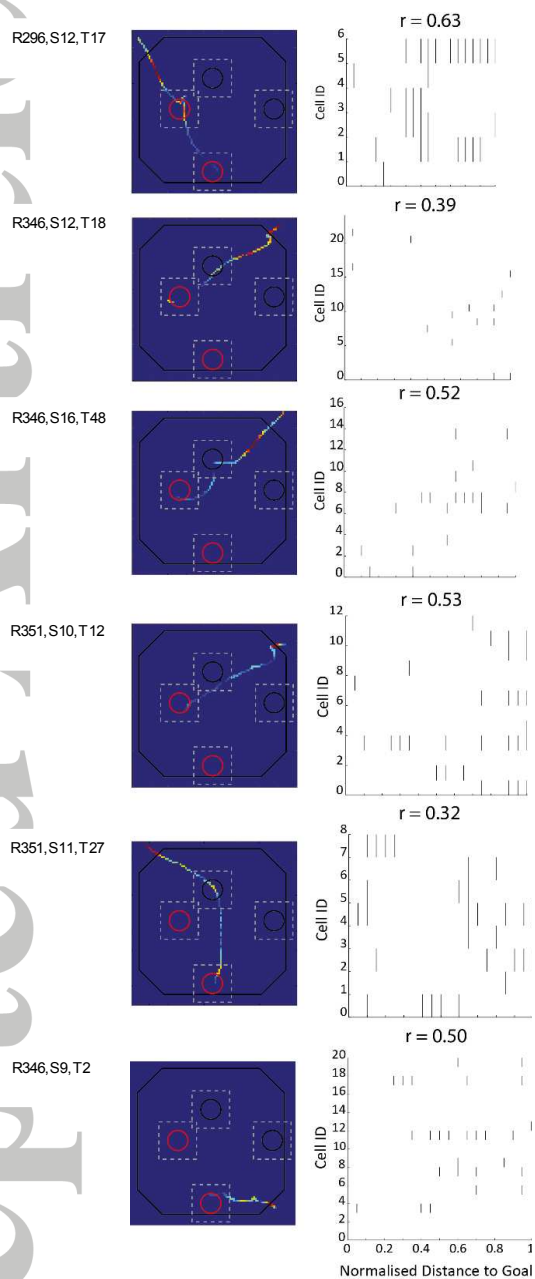 R296,S12,T17
r = 0.63
Cell ID
6
5
4
3
2
1
0
R346,S12,T18
r = 0.39
Cell ID
20
15
10
5
0
R346,S16,T48
r = 0.52
Cell ID
16
14
12
10
8
6
4
2
0
R351,S10,T12
r = 0.53
Cell ID
12
10
8
6
4
2
0
R351,S11,T27
r = 0.32
Cell ID
8
7
6
5
4
3
2
1
0
R346,S9,T2
r = 0.50
Cell ID
20
18
16
14
12
10
8
6
4
2
0
0 0.2 0.4 0.6 0.8 1
Normalised Distance to Goal